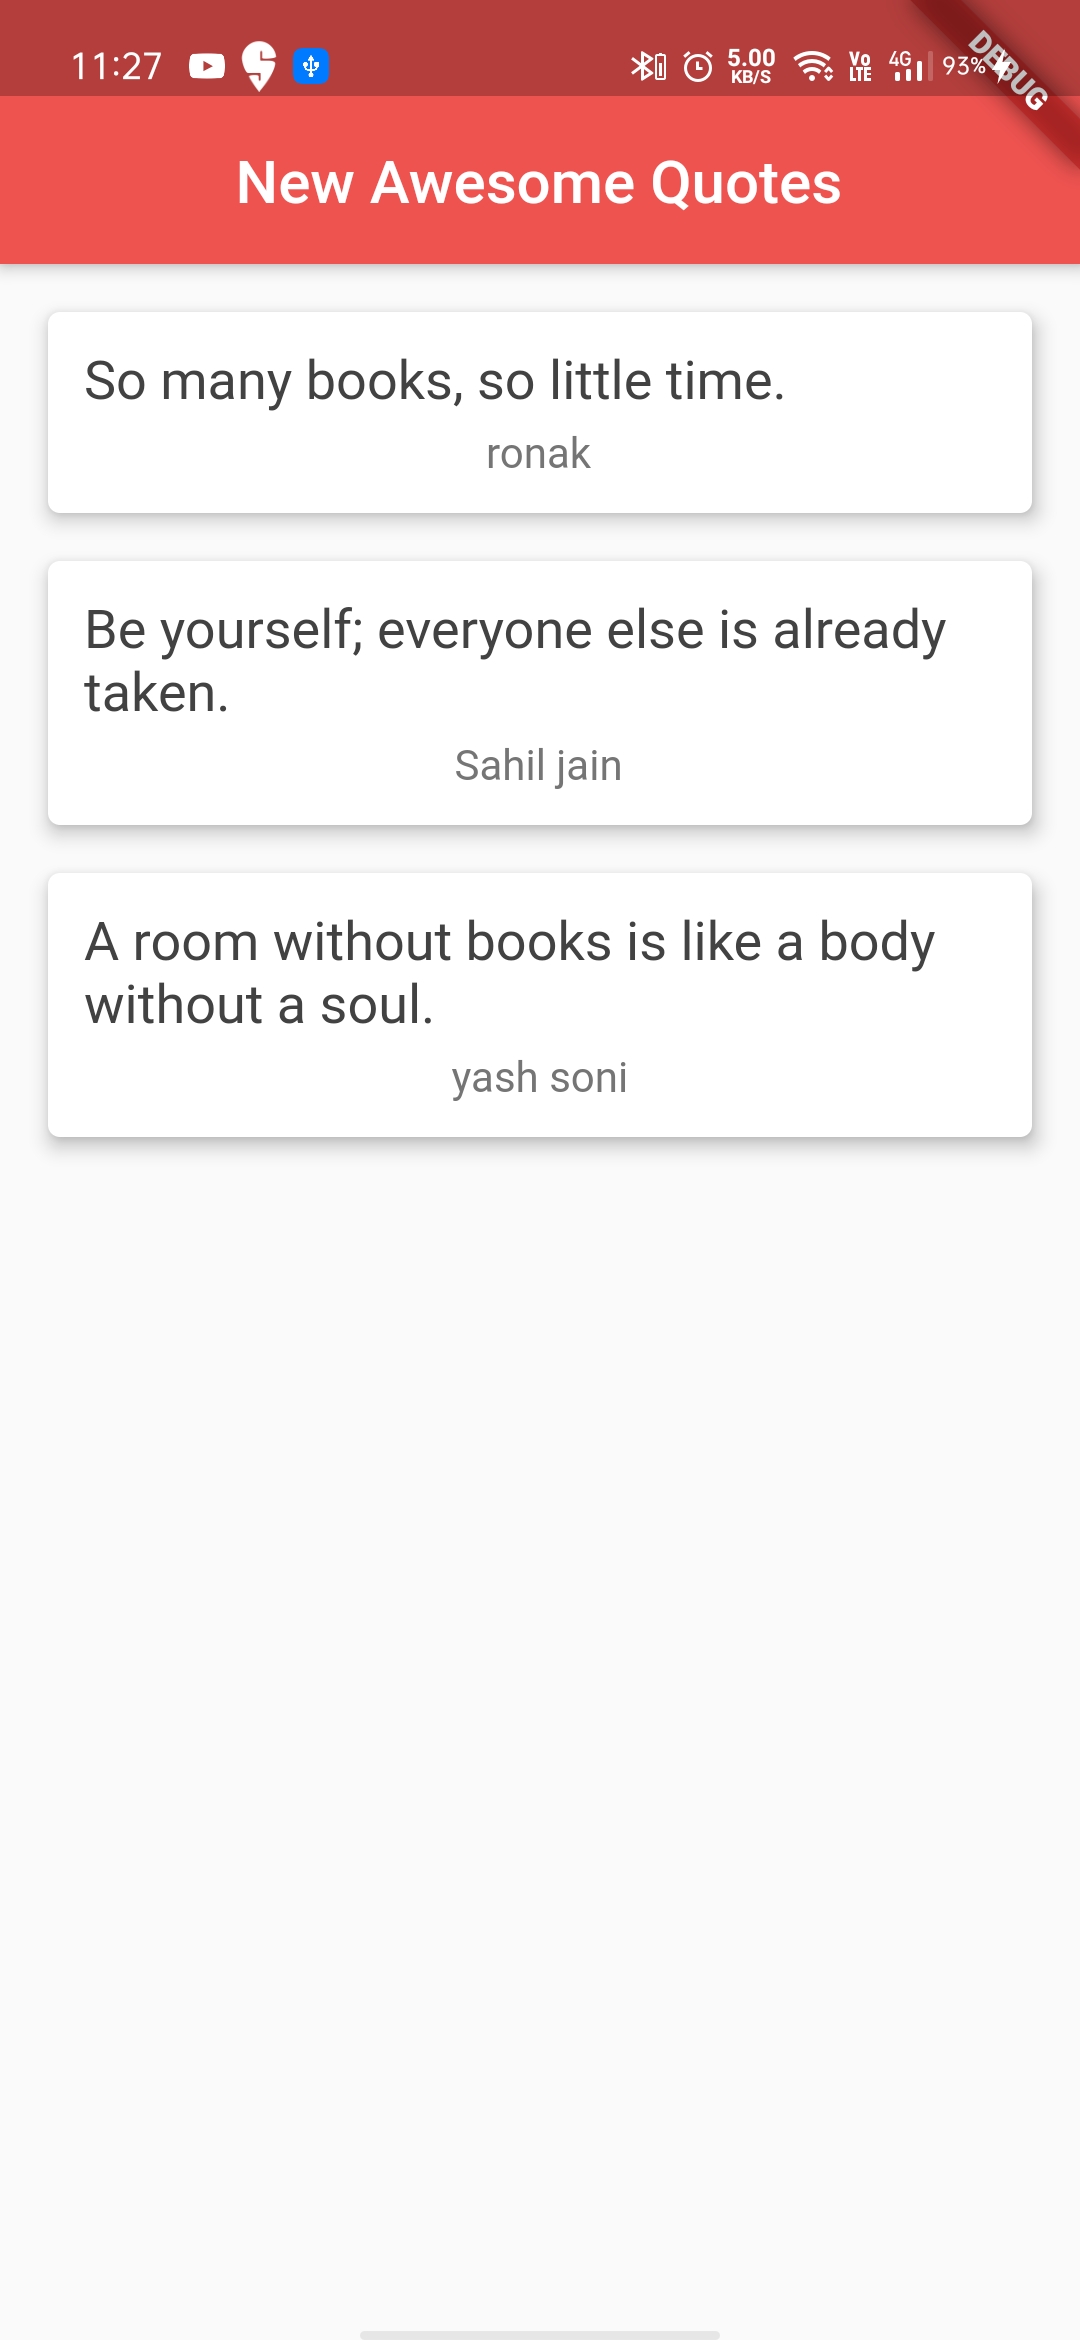 11:27 5.00 KB/S Vo LTE 4G 93%
DEBUG
New Awesome Quotes
So many books, so little time.
ronak
Be yourself; everyone else is already
taken.
Sahil jain
A room without books is like a body
without a soul.
yash soni